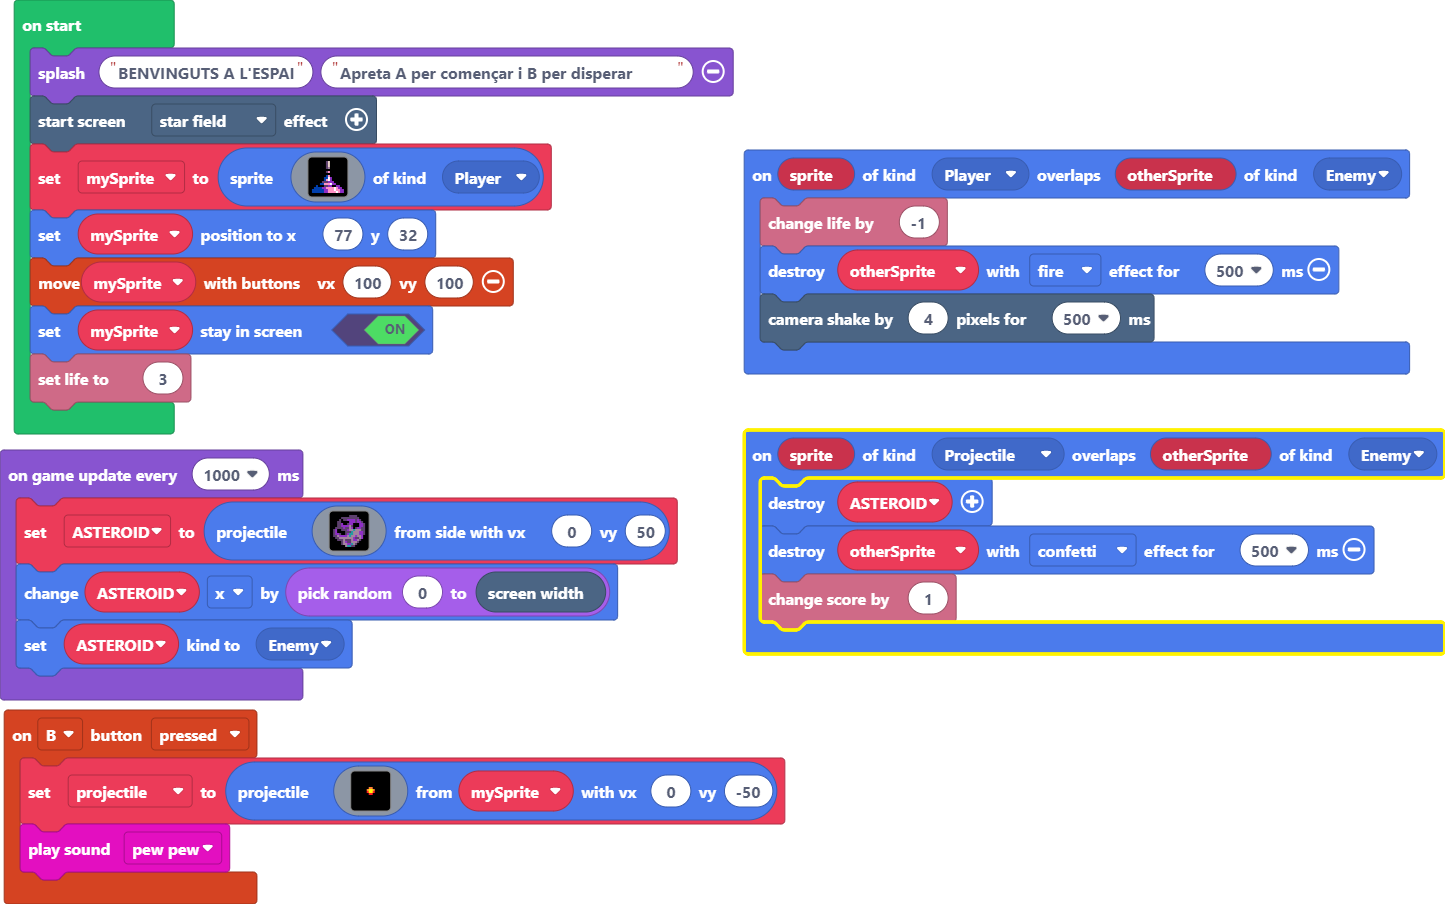 on start
splash "BENVINGUTS A L'ESPAI" "Apreta A per començar i B per disparar"
start screen star field effect
set mySprite to sprite of kind Player
set mySprite position to x 77 y 32
move mySprite with buttons vx 100 vy 100
set mySprite stay in screen ON
set life to 3
on game update every 1000 ms
set ASTEROID to projectile from side with vx 0 vy 50
change ASTEROID x by pick random 0 to screen width
set ASTEROID kind to Enemy
on B button pressed
set projectile to projectile from mySprite with vx 0 vy -50
play sound pew pew
on sprite of kind Player overlaps otherSprite of kind Enemy
change life by -1
destroy otherSprite with fire effect for 500 ms
camera shake by 4 pixels for 500 ms
on sprite of kind Projectile overlaps otherSprite of kind Enemy
destroy ASTEROID
destroy otherSprite with confetti effect for 500 ms
change score by 1